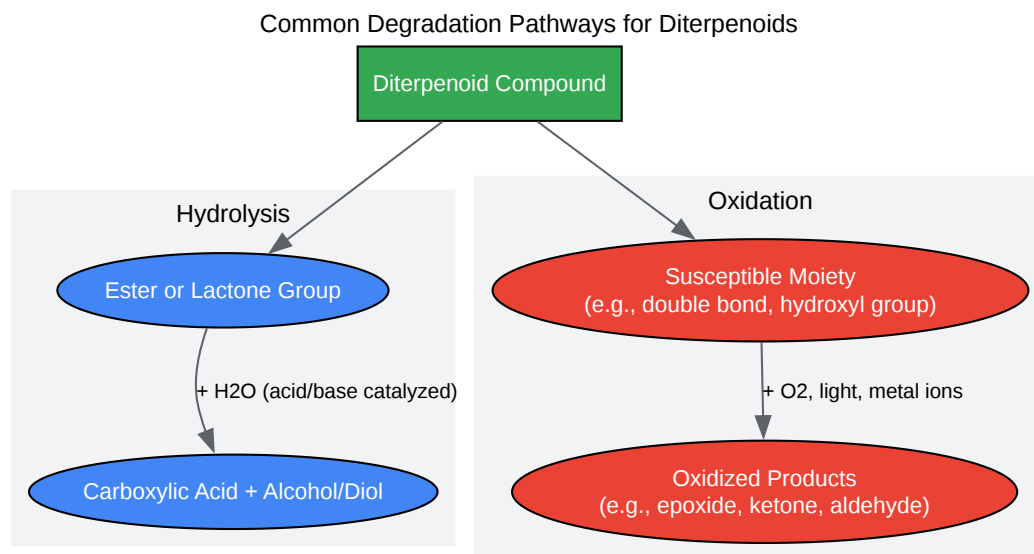 Common Degradation Pathways for Diterpenoids
Diterpenoid Compound
Hydrolysis
Ester or Lactone Group
+ H2O (acid/base catalyzed)
Carboxylic Acid + Alcohol/Diol
Oxidation
Susceptible Moiety
(e.g., double bond, hydroxyl group)
+ O2, light, metal ions
Oxidized Products
(e.g., epoxide, ketone, aldehyde)